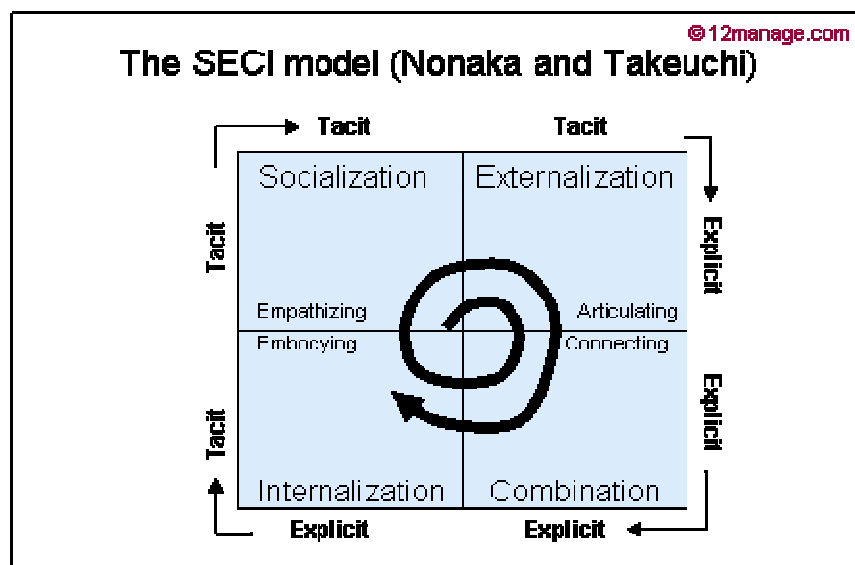 ©12manage.com
The SECI model (Nonaka and Takeuchi)
Tacit
Tacit
Socialization
Externalization
Tacit
Explicit
Empathizing
Articulating
Embocying
Connecting
Tacit
Explicit
Internalization
Combination
Explicit
Explicit